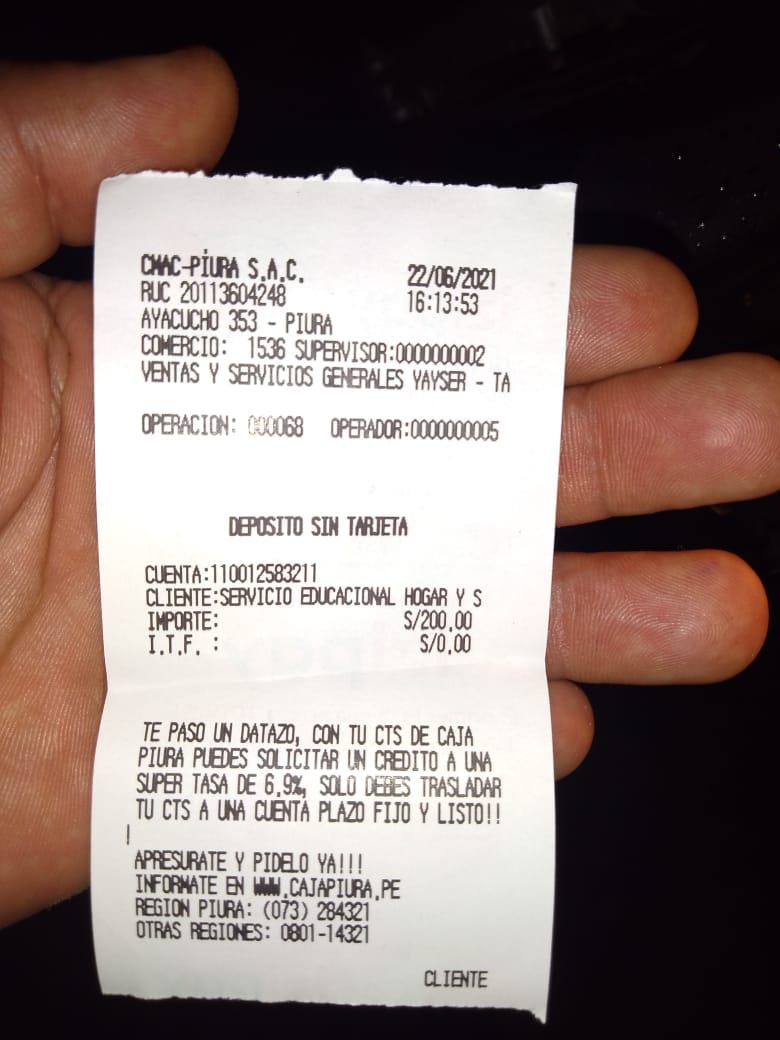 CMAC-PIURA S.A.C. 22/06/2021
RUC 20113604248 16:13:53
AYACUCHO 353 - PIURA
COMERCIO: 1536 SUPERVISOR:0000000002
VENTAS Y SERVICIOS GENERALES YAYSER - TA
OPERACION: 000068 OPERADOR:0000000005
DEPOSITO SIN TARJETA
CUENTA:110012583211
CLIENTE:SERVICIO EDUCACIONAL HOGAR Y S
IMPORTE: S/200.00
I.T.F. : S/0.00
TE PASO UN DATAZO, CON TU CTS DE CAJA
PIURA PUEDES SOLICITAR UN CREDITO A UNA
SUPER TASA DE 6.9%, SOLO DEBES TRASLADAR
TU CTS A UNA CUENTA PLAZO FIJO Y LISTO!!
!
APRESURATE Y PIDELO YA!!!
INFORMATE EN WWW.CAJAPIURA.PE
REGION PIURA: (073) 284321
OTRAS REGIONES: 0801-14321
CLIENTE